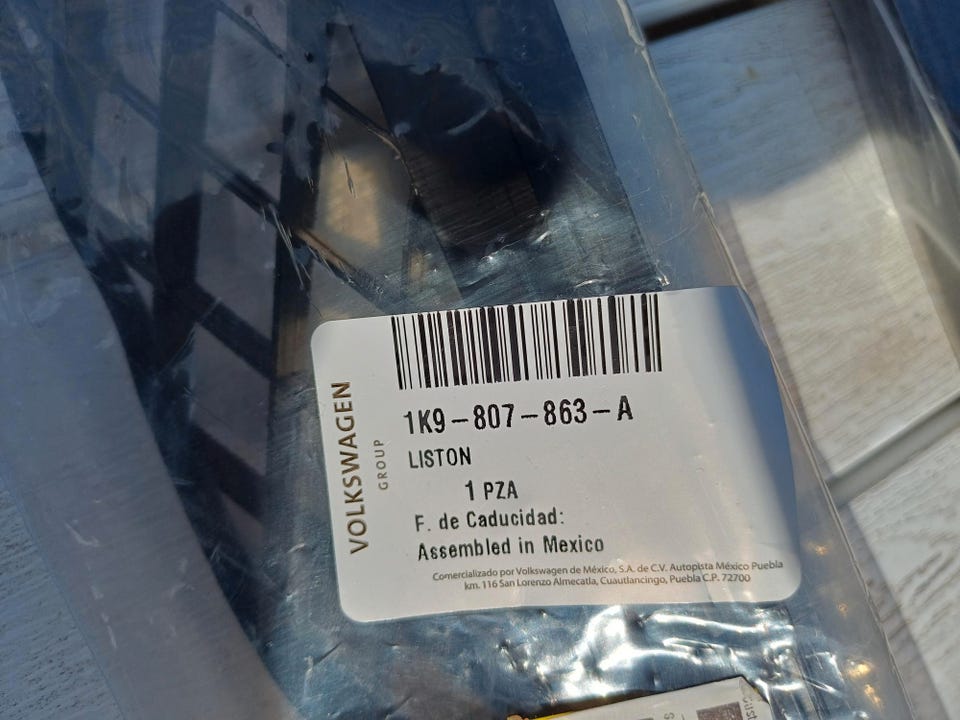 VOLKSWAGEN
GROUP
1K9-807-863-A
LISTON
1 PZA
F. de Caducidad:
Assembled in Mexico
Comercializado por Volkswagen de México, S.A. de C.V. Autopista México Puebla
km. 116 San Lorenzo Almecatla, Cuautlancingo, Puebla C.P. 72700